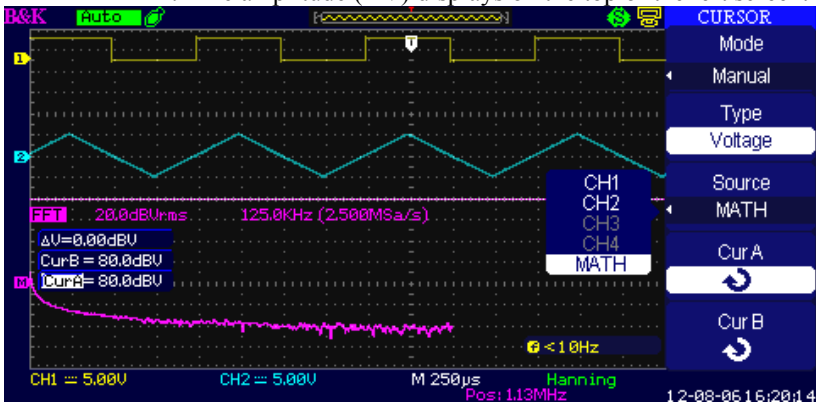 B&K Auto CURSOR
T
Mode
1
Manual
Type
Voltage
2
CH1
CH2
CH3
CH4
MATH
Source
MATH
FFT 20.0dBVrms 125.0KHz (2.500MSa/s)
ΔV=0.00dBV
CurB = 80.0dBV
CurA = 80.0dBV
M
CurA
CurB
f <10Hz
CH1 5.00V CH2 5.00V M 250µs Hanning
Pos: 1.13MHz
12-08-06 16:20:14